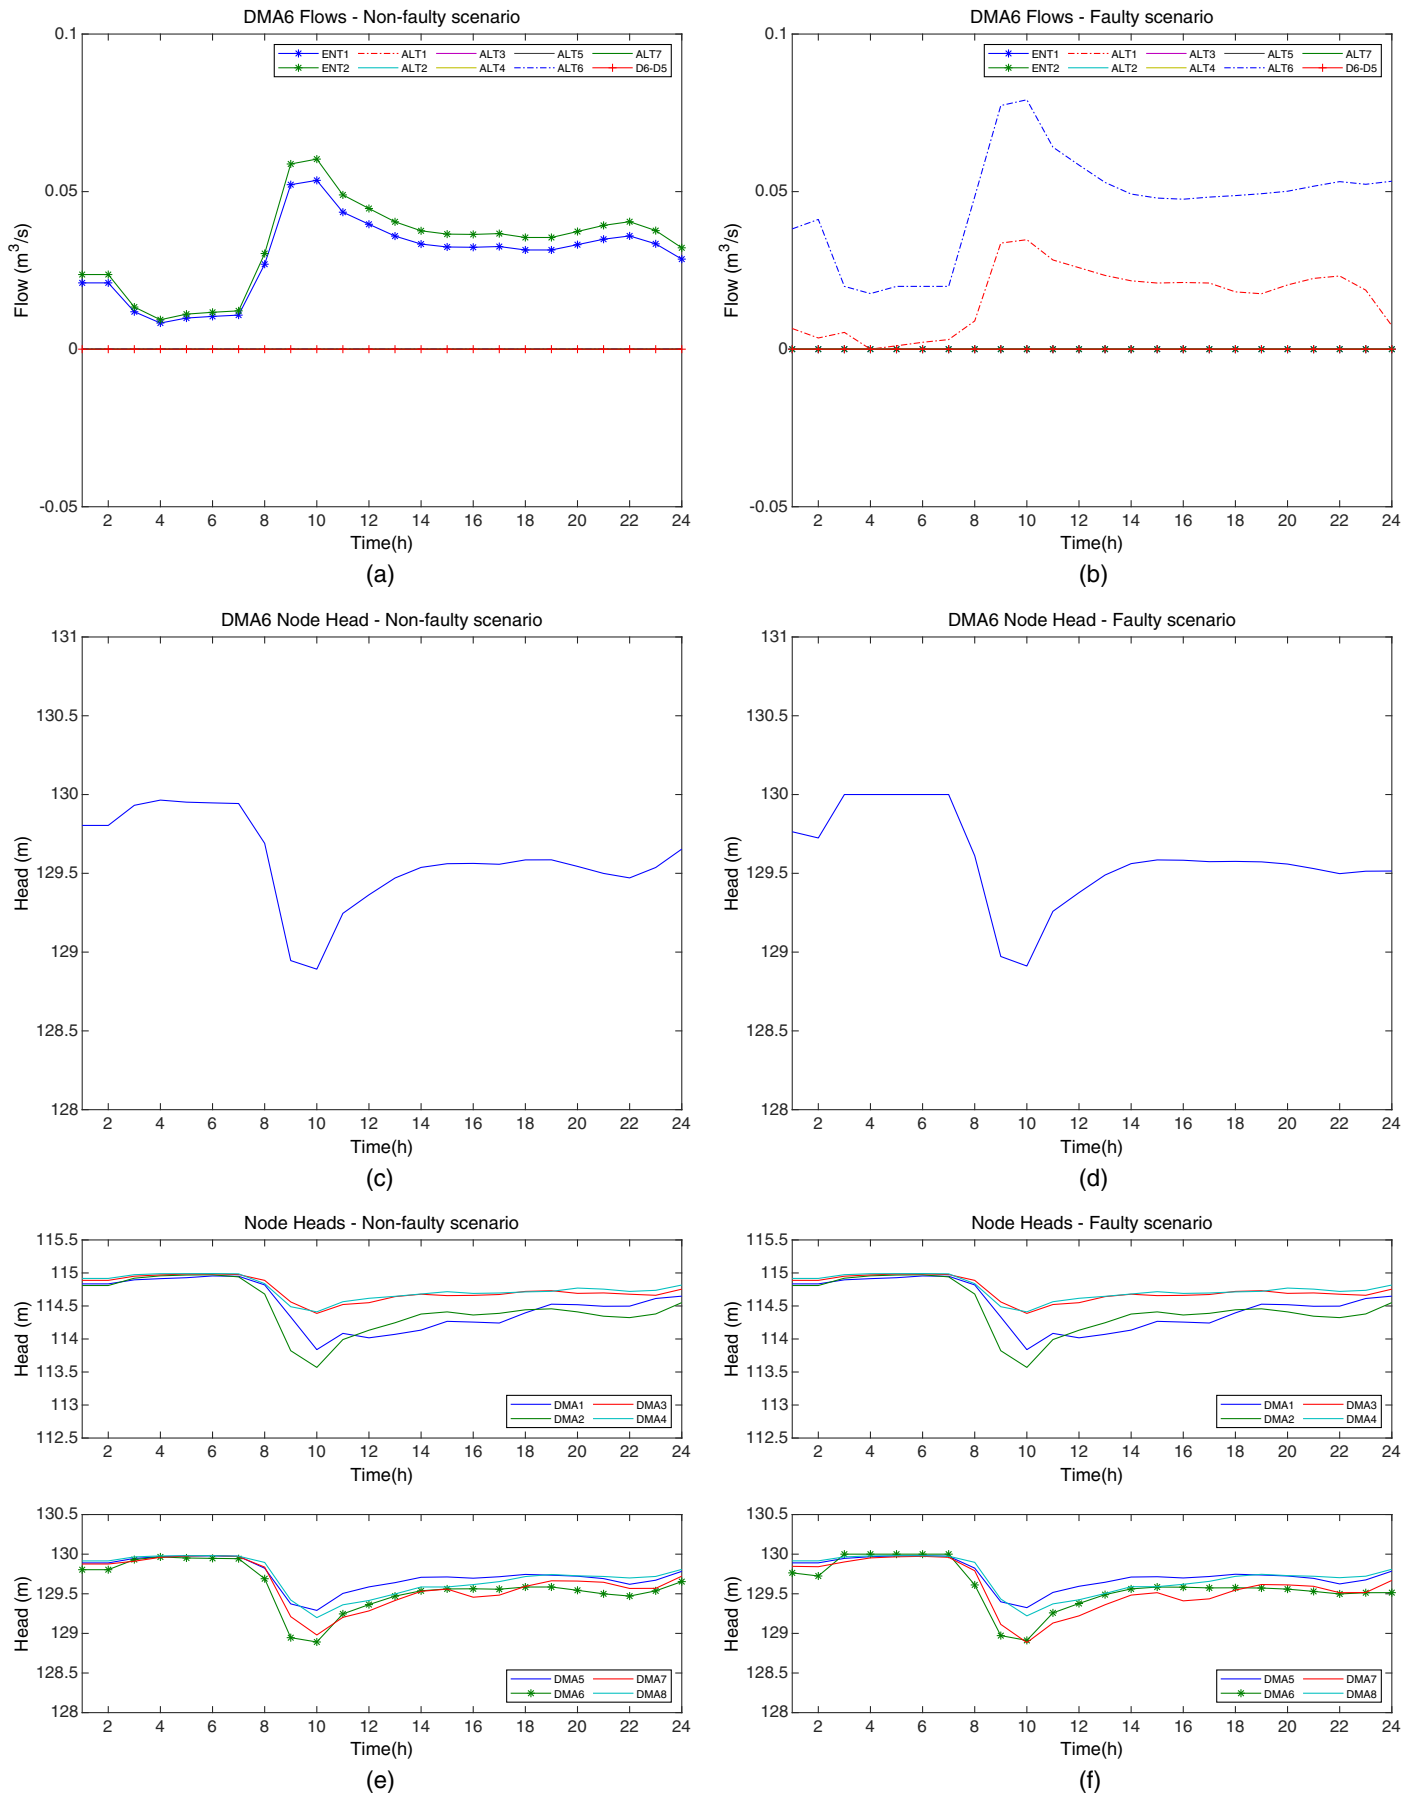 DMA6 Flows - Non-faulty scenario
0.1
0.05
0
-0.05
Flow (m³/s)
ENT1 ALT1 ALT3 ALT5 ALT7
ENT2 ALT2 ALT4 ALT6 D6-D5
2 4 6 8 10 12 14 16 18 20 22 24
Time(h)
(a)
DMA6 Flows - Faulty scenario
0.1
0.05
0
-0.05
Flow (m³/s)
ENT1 ALT1 ALT3 ALT5 ALT7
ENT2 ALT2 ALT4 ALT6 D6-D5
2 4 6 8 10 12 14 16 18 20 22 24
Time(h)
(b)
DMA6 Node Head - Non-faulty scenario
131
130.5
130
129.5
129
128.5
128
Head (m)
2 4 6 8 10 12 14 16 18 20 22 24
Time(h)
(c)
DMA6 Node Head - Faulty scenario
131
130.5
130
129.5
129
128.5
128
Head (m)
2 4 6 8 10 12 14 16 18 20 22 24
Time(h)
(d)
Node Heads - Non-faulty scenario
115.5
115
114.5
114
113.5
113
112.5
Head (m)
DMA1 DMA3
DMA2 DMA4
2 4 6 8 10 12 14 16 18 20 22 24
Time(h)
130.5
130
129.5
129
128.5
128
Head (m)
DMA5 DMA7
DMA6 DMA8
2 4 6 8 10 12 14 16 18 20 22 24
Time(h)
(e)
Node Heads - Faulty scenario
115.5
115
114.5
114
113.5
113
112.5
Head (m)
DMA1 DMA3
DMA2 DMA4
2 4 6 8 10 12 14 16 18 20 22 24
Time(h)
130.5
130
129.5
129
128.5
128
Head (m)
DMA5 DMA7
DMA6 DMA8
2 4 6 8 10 12 14 16 18 20 22 24
Time(h)
(f)